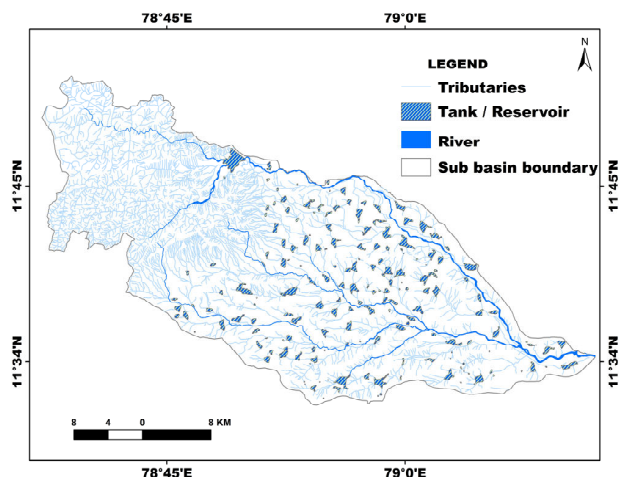 78°45'E
79°0'E
N
LEGEND
Tributaries
Tank / Reservoir
River
Sub basin boundary
11°45'N
11°45'N
11°34'N
11°34'N
8 4 0 8 KM
78°45'E
79°0'E